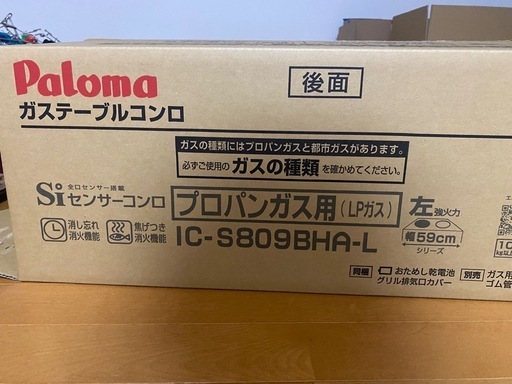 Paloma
後面
ガステーブルコンロ
ガスの種類にはプロパンガスと都市ガスがあります。
必ずご使用のガスの種類を確かめてください。
全口センサー搭載
Siセンサーコンロ
プロパンガス用(LPガス)
左強火力
消し忘れ
消火機能
焦げつき
消火機能
IC-S809BHA-L
幅59cm
シリーズ
同梱
おためし乾電池
グリル排気口カバー
別売
ガス用
ゴム管